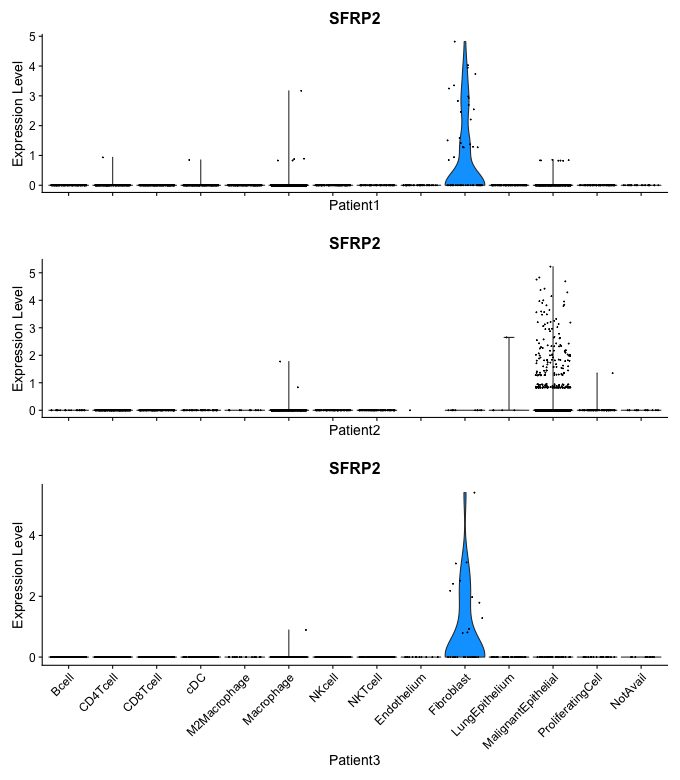 SFRP2
Expression Level
5
4
3
2
1
0
Patient1
SFRP2
Expression Level
5
4
3
2
1
0
Patient2
SFRP2
Expression Level
4
2
0
Bcell
CD4Tcell
CD8Tcell
cDC
M2Macrophage
Macrophage
NKcell
NKTcell
Endothelium
Fibroblast
LungEpithelium
MalignantEpithelial
ProliferatingCell
NotAvail
Patient3